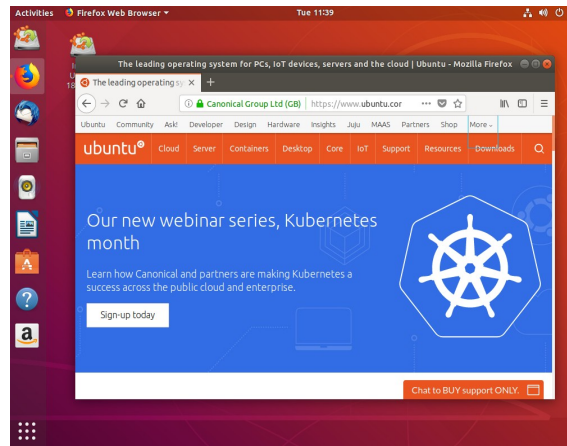 Activities Firefox Web Browser Tue 11:39
The leading operating system for PCs, IoT devices, servers and the cloud | Ubuntu - Mozilla Firefox
The leading operating sy
Canonical Group Ltd (GB) https://www.ubuntu.cor
Ubuntu Community Ask! Developer Design Hardware Insights Juju MAAS Partners Shop More
ubuntu® Cloud Server Containers Desktop Core IoT Support Resources Downloads
Our new webinar series, Kubernetes
month
Learn how Canonical and partners are making Kubernetes a
success across the public cloud and enterprise.
Sign-up today
a
Chat to BUY support ONLY.